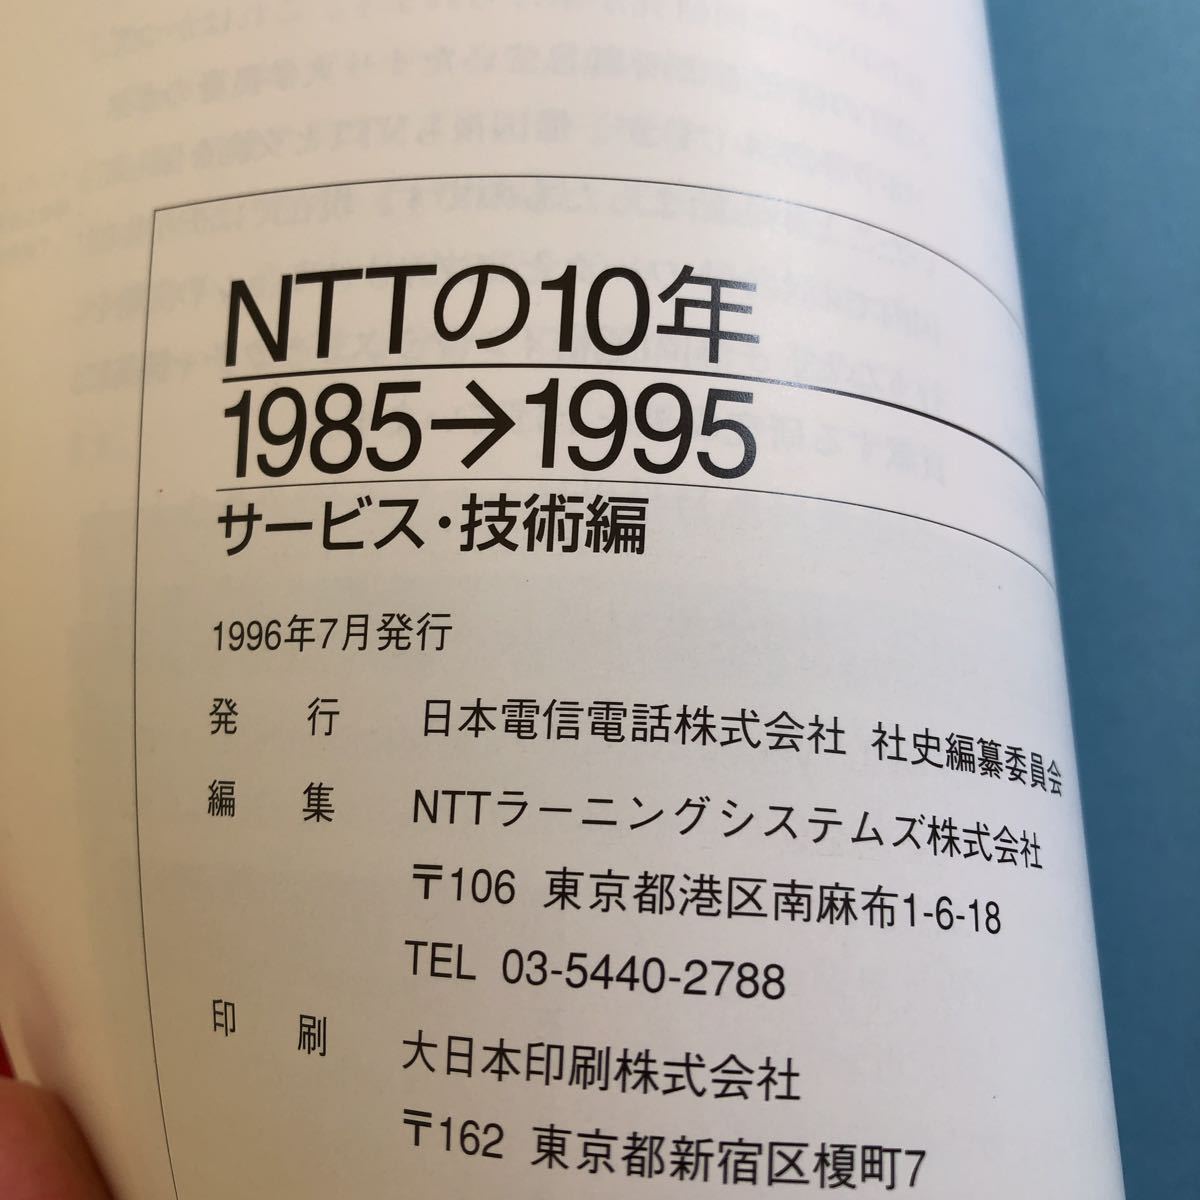 NTTの10年
1985→1995
サービス・技術編
1996年7月発行
発 行 日本電信電話株式会社 社史編纂委員会
編 集 NTTラーニングシステムズ株式会社
〒106 東京都港区南麻布1-6-18
TEL 03-5440-2788
印 刷 大日本印刷株式会社
〒162 東京都新宿区榎町7